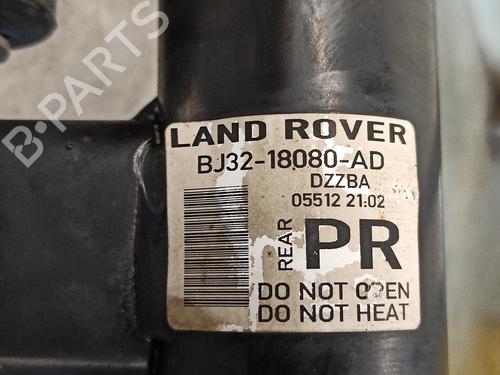 B-PARTS
LAND ROVER
BJ32-18080-AD
DZZBA
05512 21:02
REAR
PR
DO NOT OPEN
DO NOT HEAT